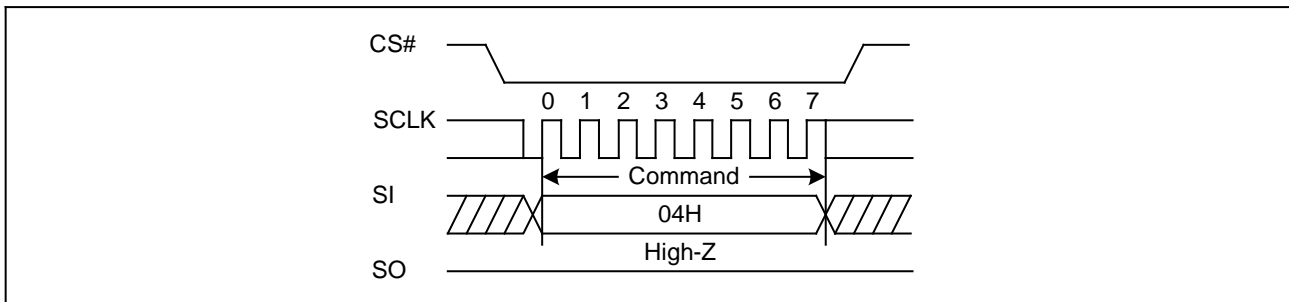 CS#
0 1 2 3 4 5 6 7
SCLK
Command
SI
04H
High-Z
SO